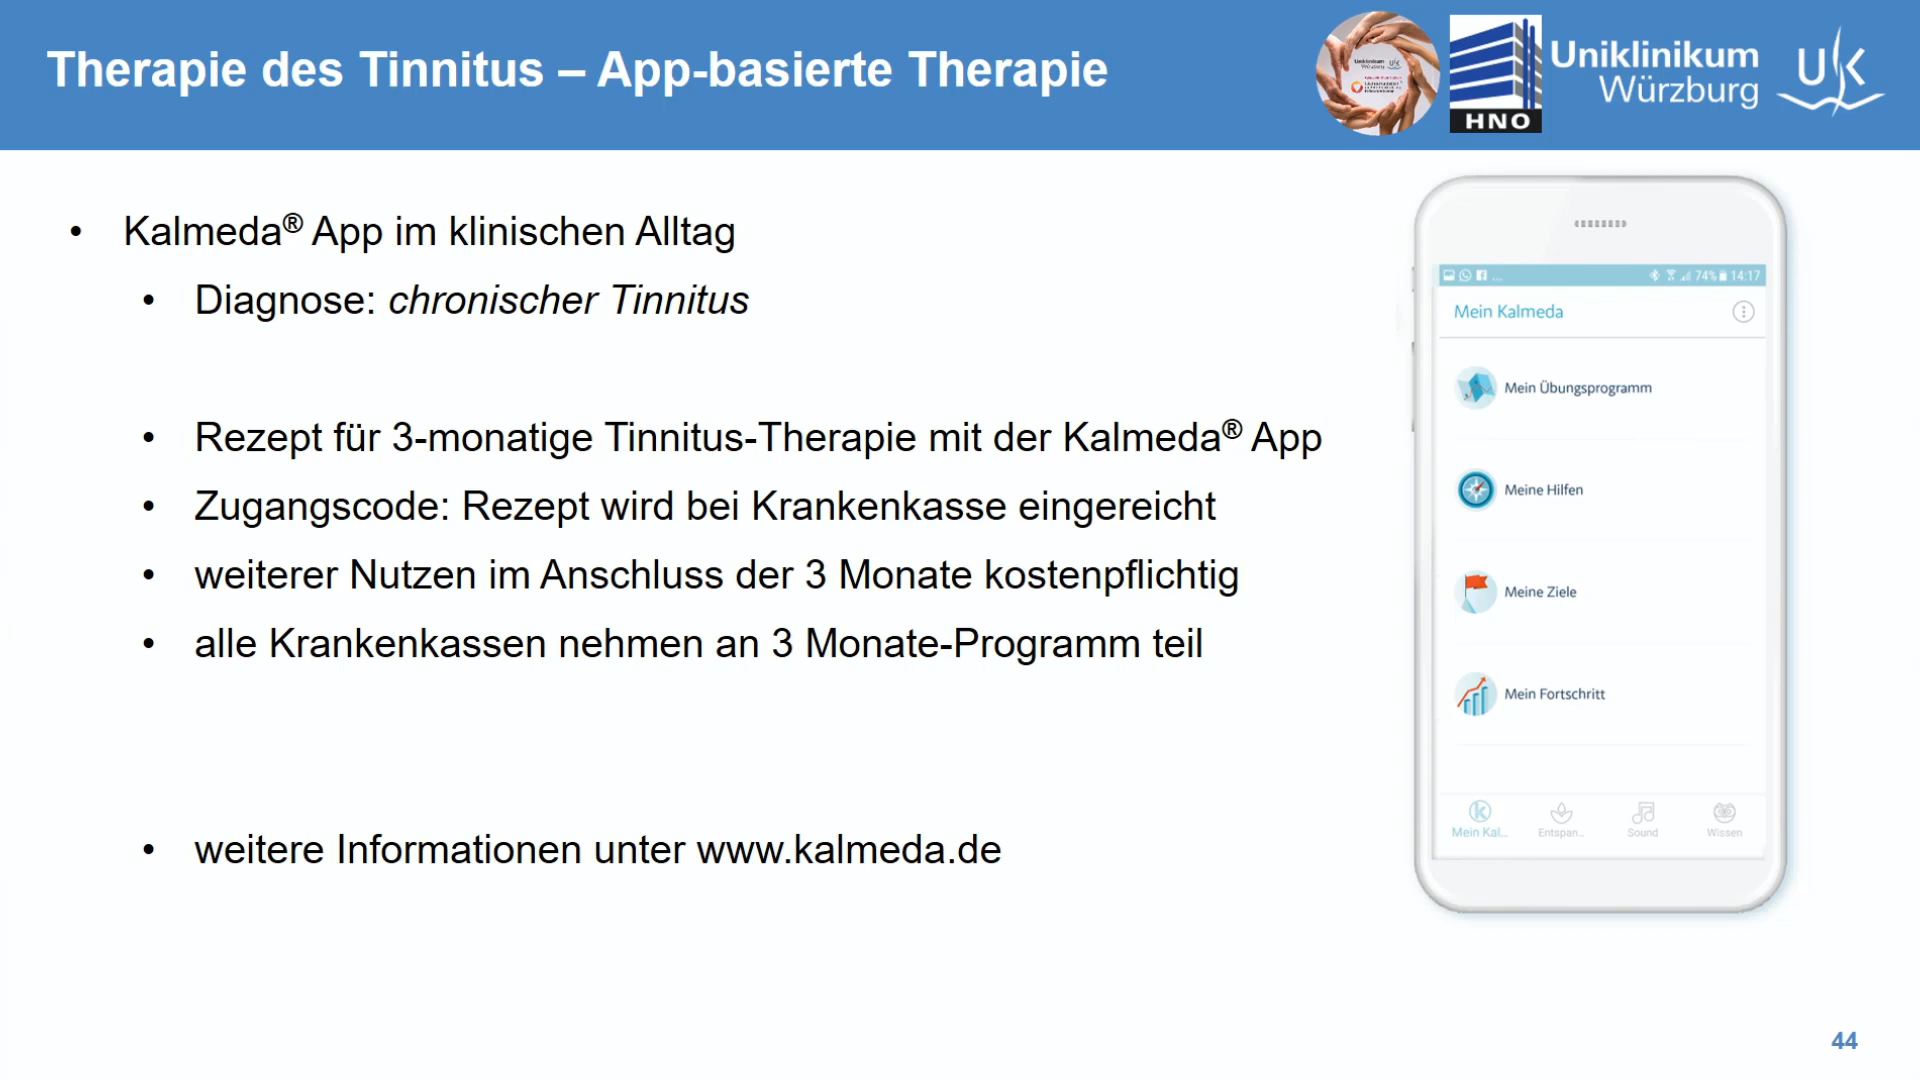 Therapie des Tinnitus – App-basierte Therapie
HNO
Uniklinikum
Würzburg
UK
• Kalmeda® App im klinischen Alltag
• Diagnose: chronischer Tinnitus
• Rezept für 3-monatige Tinnitus-Therapie mit der Kalmeda® App
• Zugangscode: Rezept wird bei Krankenkasse eingereicht
• weiterer Nutzen im Anschluss der 3 Monate kostenpflichtig
• alle Krankenkassen nehmen an 3 Monate-Programm teil
• weitere Informationen unter www.kalmeda.de
... 74% 14:17
Mein Kalmeda
Mein Übungsprogramm
Meine Hilfen
Meine Ziele
Mein Fortschritt
Mein Kal... Entspan... Sound Wissen
44